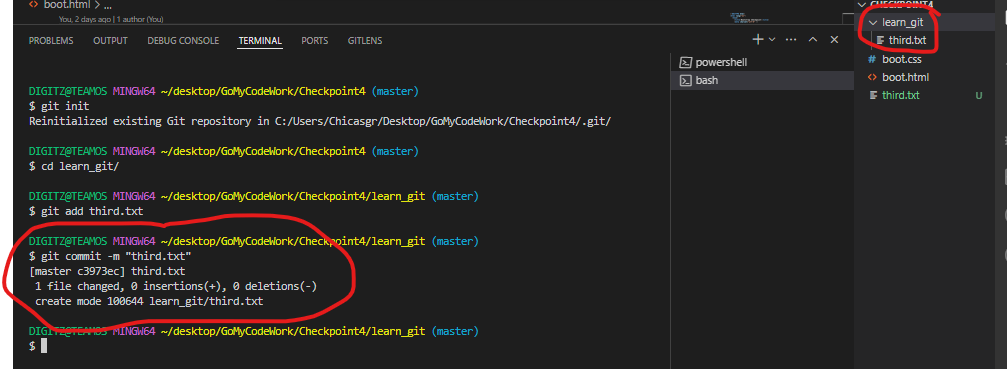 boot.html > ...
You, 2 days ago | 1 author (You)
PROBLEMS OUTPUT DEBUG CONSOLE TERMINAL PORTS GITLENS
DIGITZ@TEAMOS MINGW64 ~/desktop/GoMyCodeWork/Checkpoint4 (master)
$ git init
Reinitialized existing Git repository in C:/Users/Chicasgr/Desktop/GoMyCodeWork/Checkpoint4/.git/
DIGITZ@TEAMOS MINGW64 ~/desktop/GoMyCodeWork/Checkpoint4 (master)
$ cd learn_git/
DIGITZ@TEAMOS MINGW64 ~/desktop/GoMyCodeWork/Checkpoint4/learn_git (master)
$ git add third.txt
DIGITZ@TEAMOS MINGW64 ~/desktop/GoMyCodeWork/Checkpoint4/learn_git (master)
$ git commit -m "third.txt"
[master c3973ec] third.txt
1 file changed, 0 insertions(+), 0 deletions(-)
create mode 100644 learn_git/third.txt
DIGITZ@TEAMOS MINGW64 ~/desktop/GoMyCodeWork/Checkpoint4/learn_git (master)
$
powershell
bash
CHECKPOINT4
learn_git
third.txt
boot.css
boot.html
third.txt U